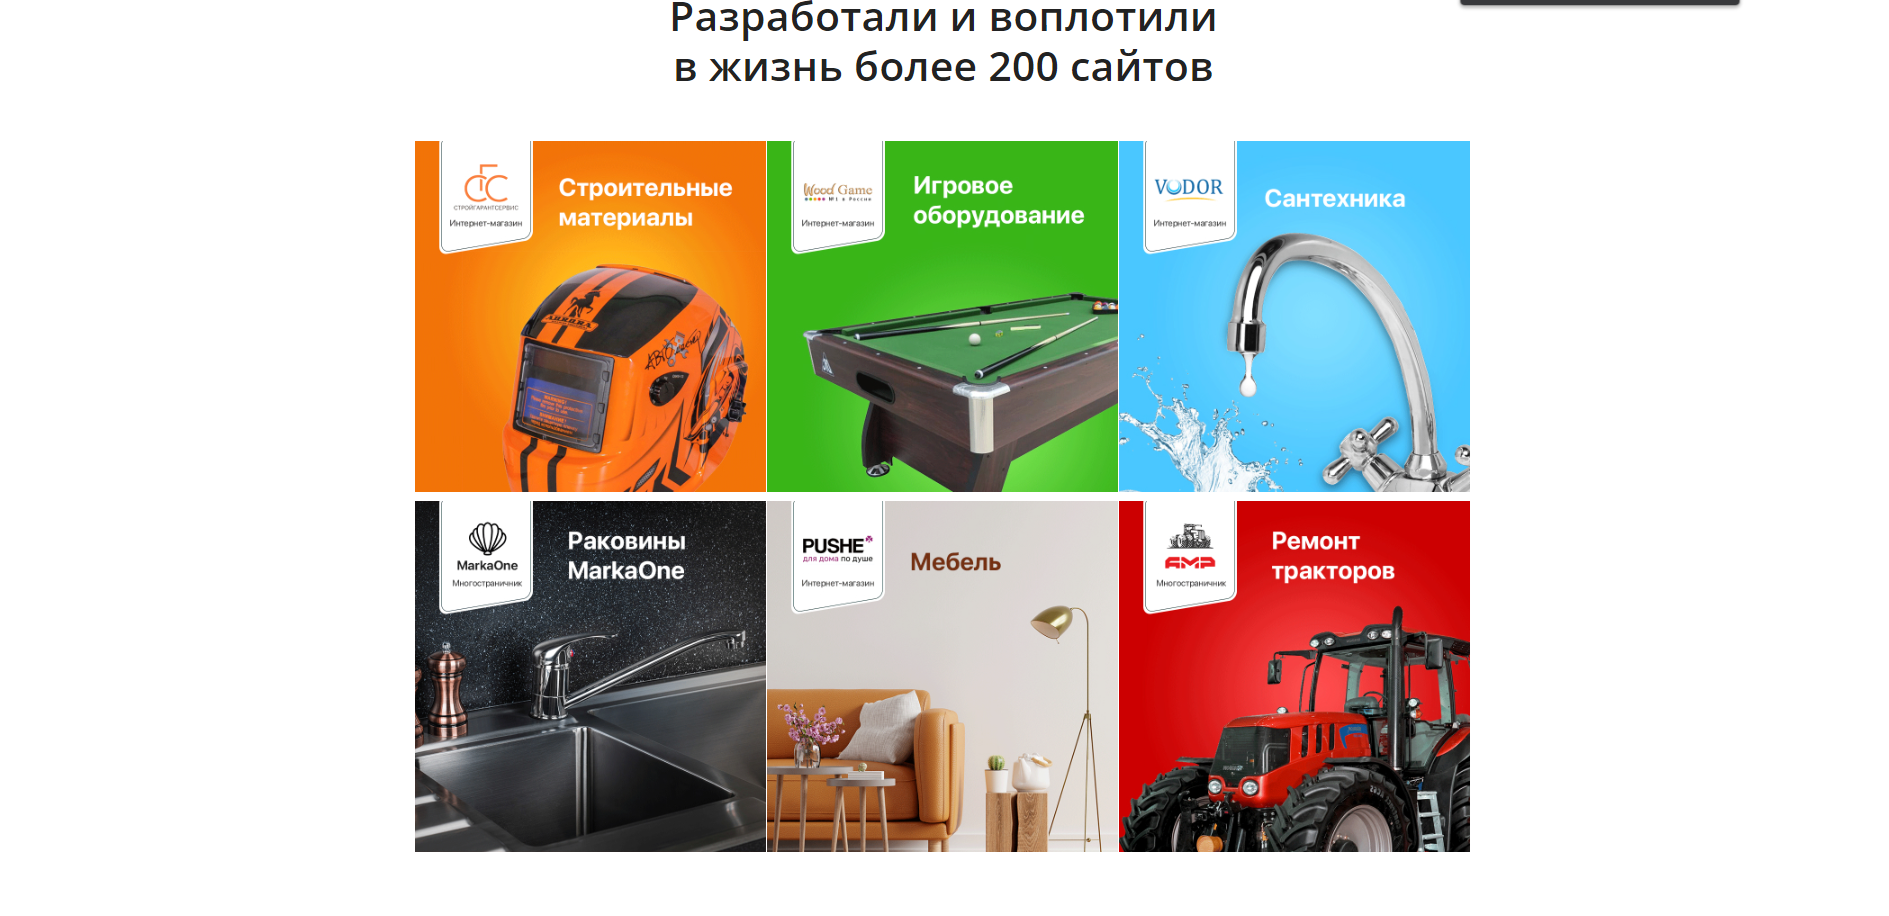 Разработали и воплотили
в жизнь более 200 сайтов
СТРОЙГАРАНТСЕРВИС
Интернет-магазин
Строительные
материалы
AURORA
Wood Game
№1 в России
Интернет-магазин
Игровое
оборудование
VODOR
Интернет-магазин
Сантехника
MarkaOne
Многостраничник
Раковины
MarkaOne
PUSHE
для дома по душе
Интернет-магазин
Мебель
AMP
Многостраничник
Ремонт
тракторов